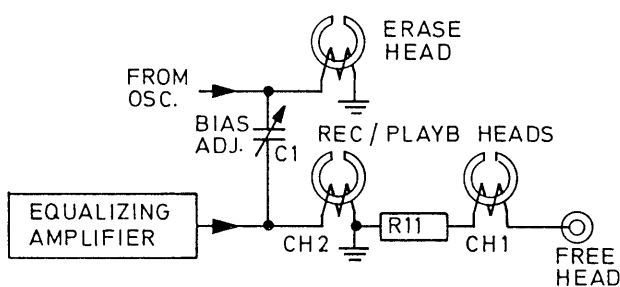 ERASE
HEAD
FROM
OSC.
BIAS
ADJ.
C1
REC / PLAYB HEADS
EQUALIZING
AMPLIFIER
CH2
R11
CH1
FREE
HEAD